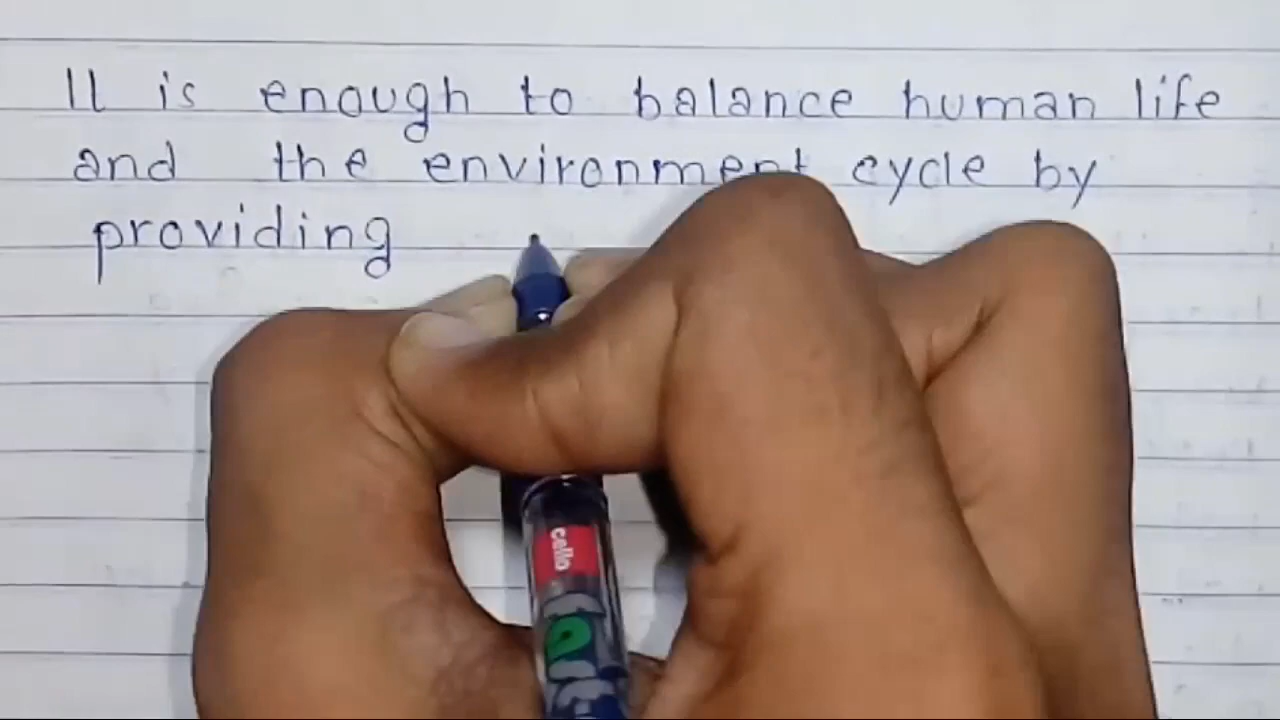 It is enough to balance human life
and the environment cycle by
providing
cello